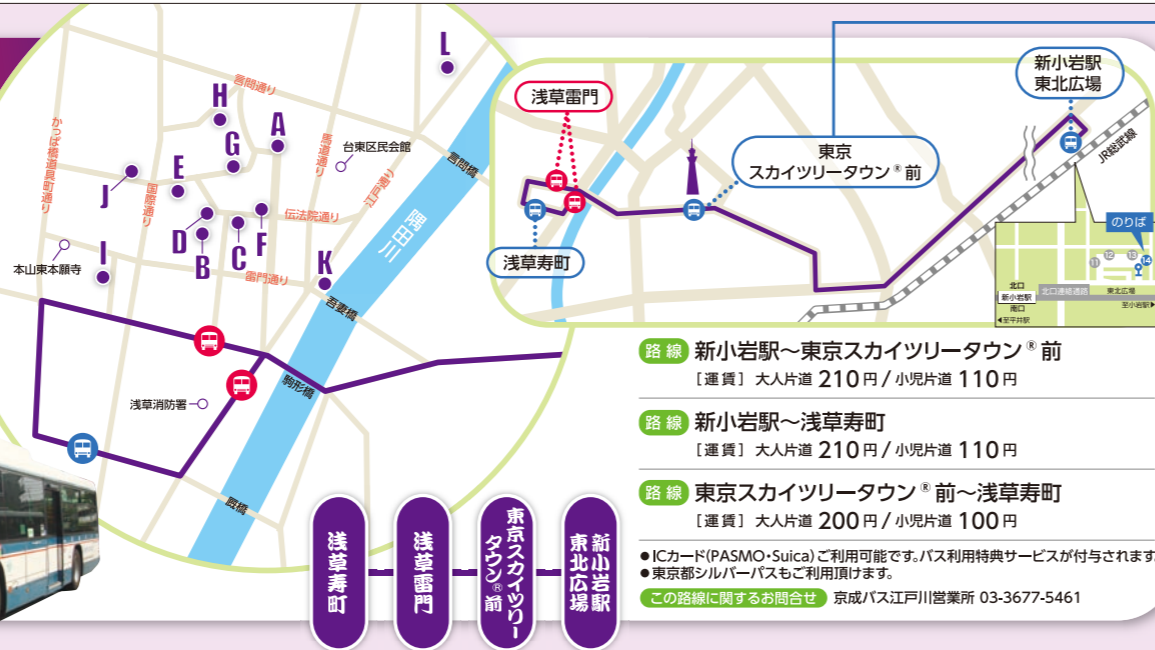 L
言問通り
H
A
G
かっぱ橋道具町通り
馬道通り
台東区民会館
E
J
国際通り
江戸通り
言問橋
伝法院通り
隅田川
D
B
C
F
本山東本願寺
I
雷門通り
K
吾妻橋
浅草消防署
駒形橋
厩橋
浅草雷門
新小岩駅
東北広場
東京
スカイツリータウン®前
JR総武線
浅草寿町
のりば
11
12
13
14
北口
新小岩駅
北口連絡通路
東北広場
南口
至小岩駅▶
◀至平井駅
路線 新小岩駅～東京スカイツリータウン®前
[運賃] 大人片道 210円/小児片道 110円
路線 新小岩駅～浅草寿町
[運賃] 大人片道 210円/小児片道 110円
路線 東京スカイツリータウン®前～浅草寿町
[運賃] 大人片道 200円/小児片道 100円
●ICカード(PASMO・Suica)ご利用可能です。バス利用特典サービスが付与されます
●東京都シルバーパスもご利用頂けます。
この路線に関するお問合せ 京成バス江戸川営業所 03-3677-5461
浅草寿町
浅草雷門
東京スカイツリー
タウン®前
新小岩駅
東北広場